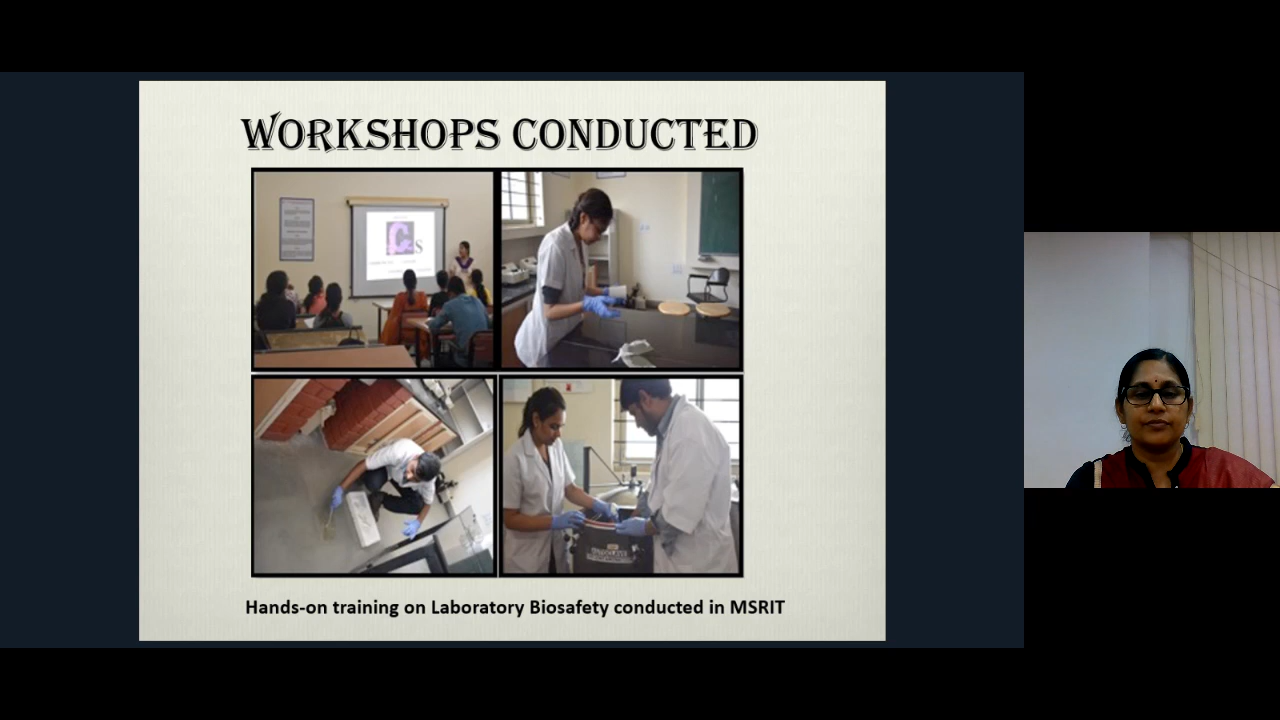 WORKSHOPS CONDUCTED
Hands-on training on Laboratory Biosafety conducted in MSRIT